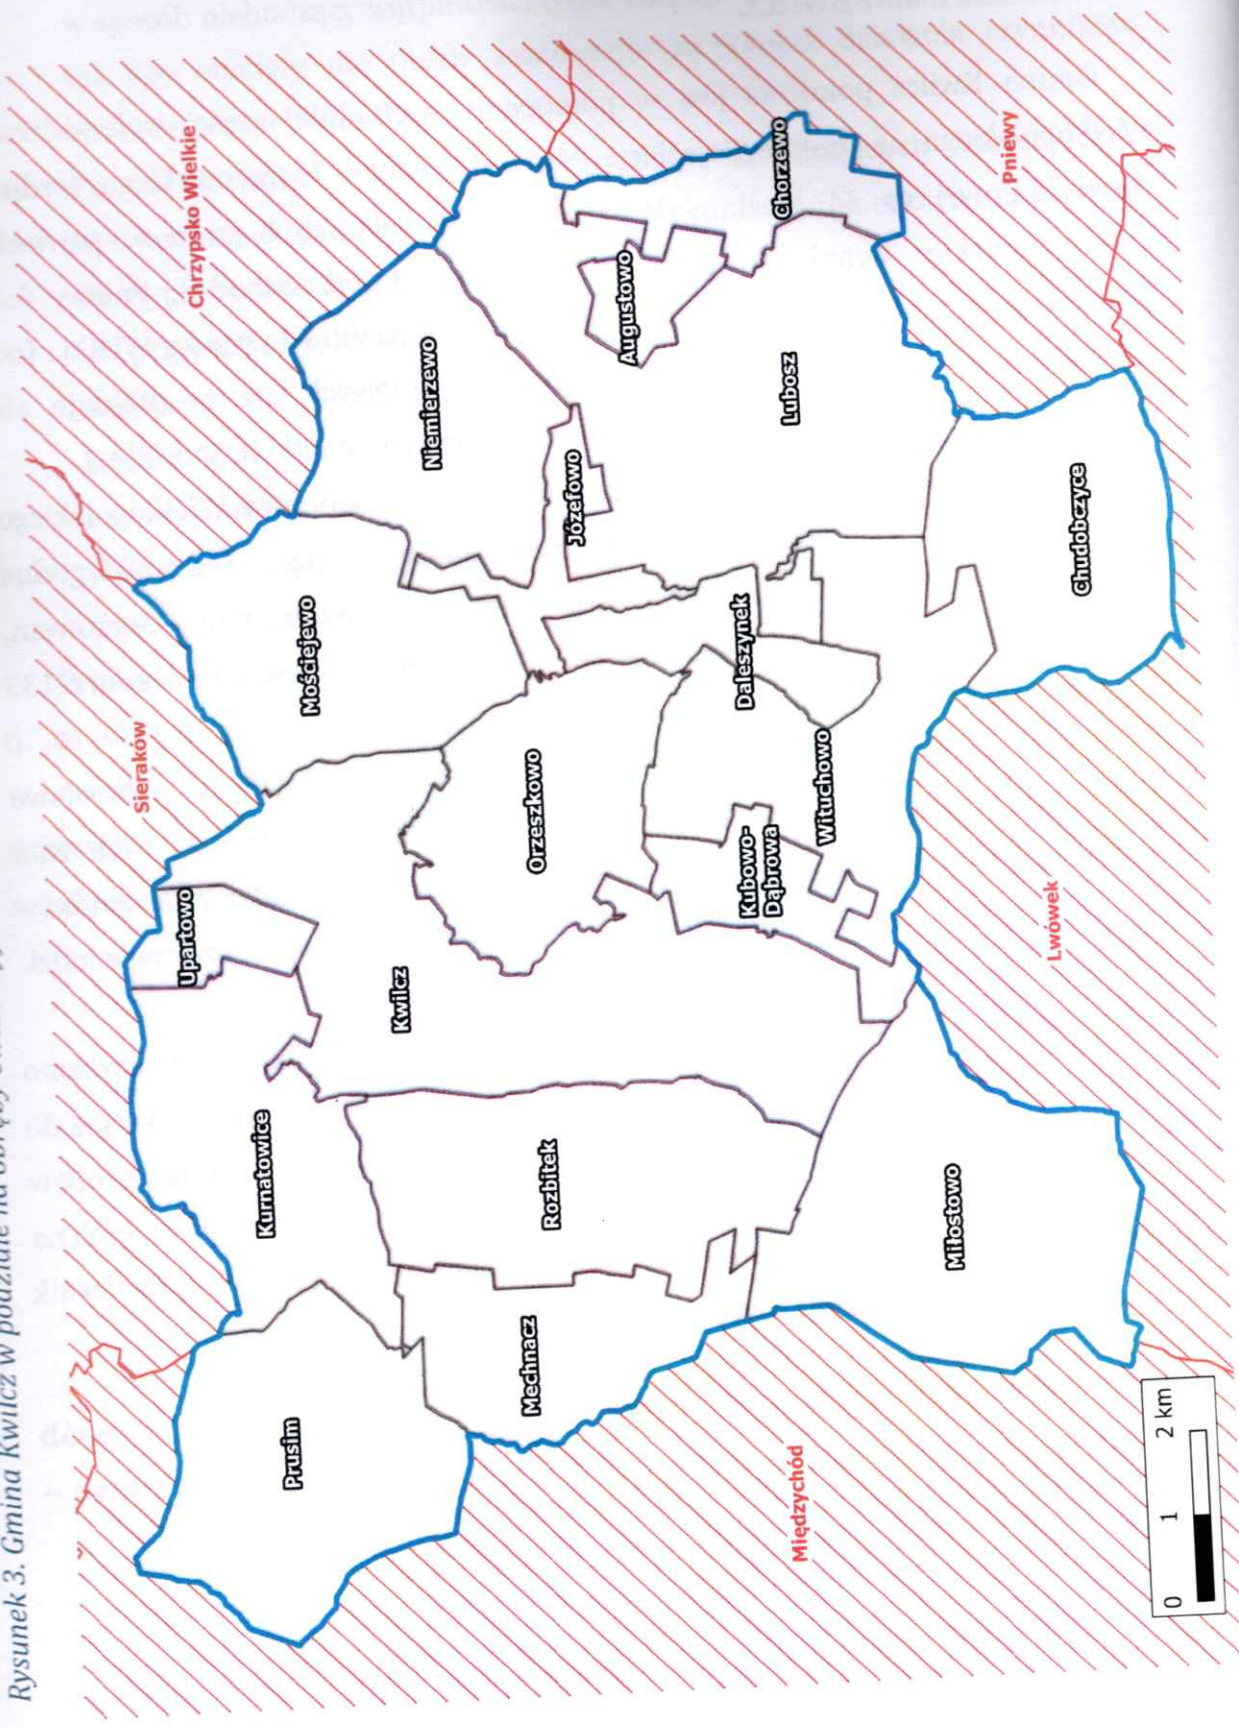 Rysunek 3. Gmina Kwilcz w podziale na obręby
Chrzypsko Wielkie
Sieraków
Niemierzewo
Mościejewo
Upartowo
Kurnatowice
Prusim
Chorzewo
Augustowo
Józefowo
Lubosz
Pniewy
Orzeszkowo
Daleszynek
Kwilcz
Kubowo-
Dąbrowa
Wituchowo
Chudobczyce
Rozbitek
Mechnacz
Miłostowo
Lwówek
Międzychód
0 1 2 km